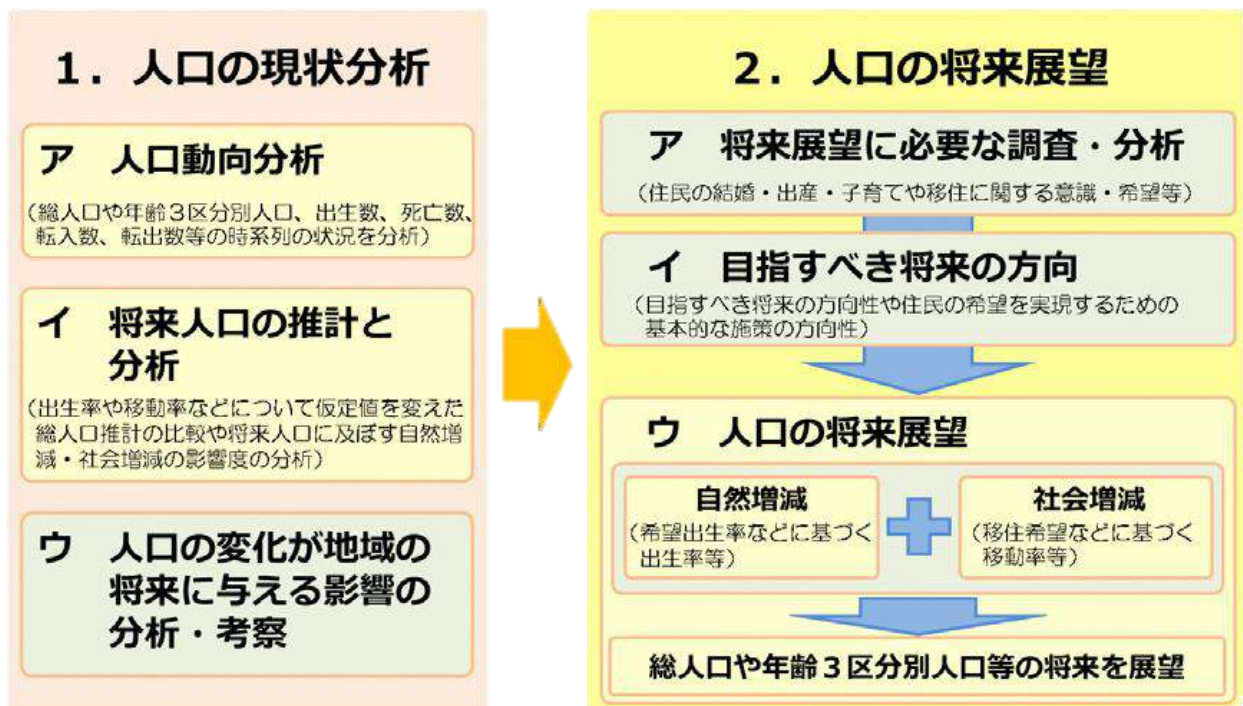 1．人口の現状分析
ア 人口動向分析
（総人口や年齢３区分別人口、出生数、死亡数、
転入数、転出数等の時系列の状況を分析）
イ 将来人口の推計と
分析
（出生率や移動率などについて仮定値を変えた
総人口推計の比較や将来人口に及ぼす自然増
減・社会増減の影響度の分析）
ウ 人口の変化が地域の
将来に与える影響の
分析・考察
2．人口の将来展望
ア 将来展望に必要な調査・分析
（住民の結婚・出産・子育てや移住に関する意識・希望等）
イ 目指すべき将来の方向
（目指すべき将来の方向性や住民の希望を実現するための
基本的な施策の方向性）
ウ 人口の将来展望
自然増減
（希望出生率などに基づく
出生率等）
社会増減
（移住希望などに基づく
移動率等）
総人口や年齢３区分別人口等の将来を展望